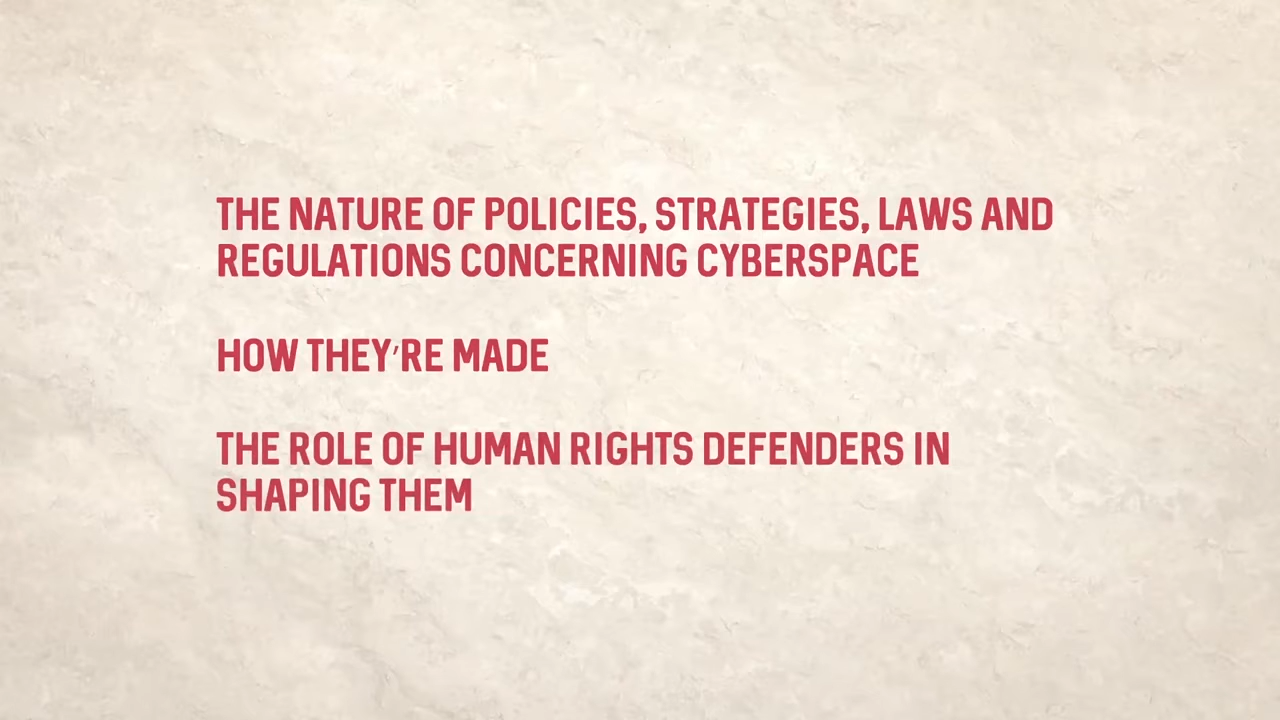 THE NATURE OF POLICIES, STRATEGIES, LAWS AND
REGULATIONS CONCERNING CYBERSPACE
HOW THEY'RE MADE
THE ROLE OF HUMAN RIGHTS DEFENDERS IN
SHAPING THEM